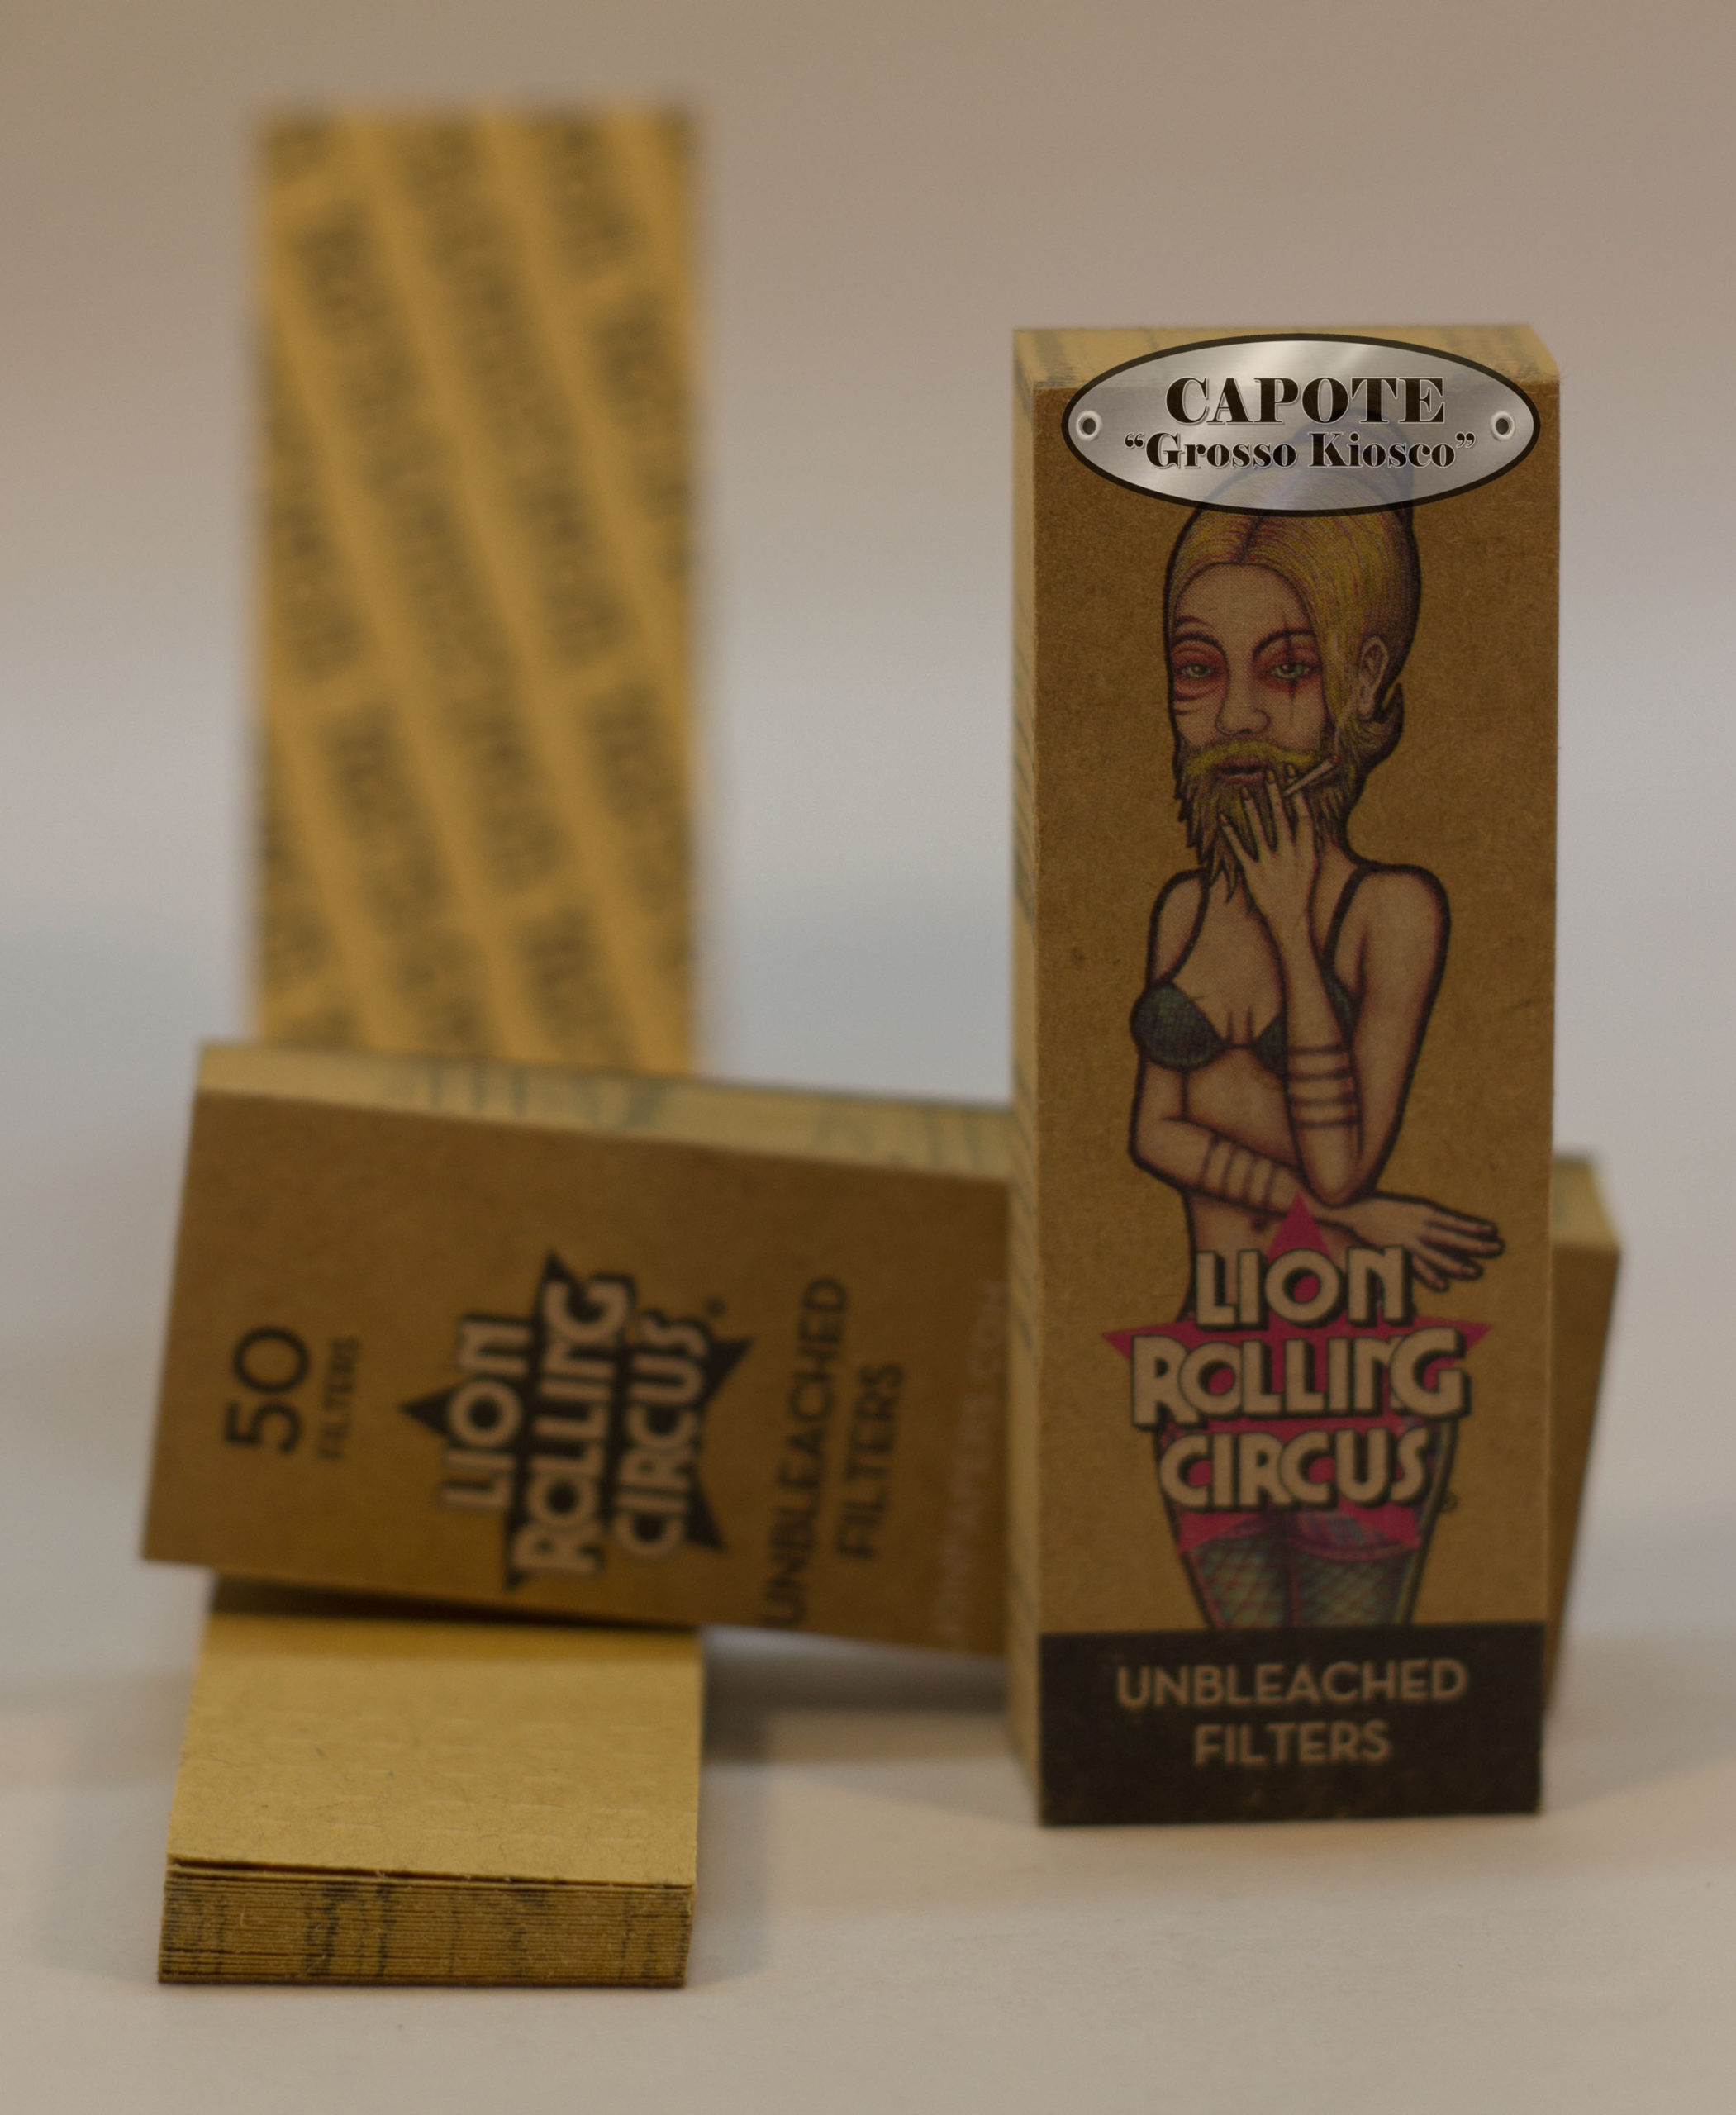 CAPOTE
“Grosso Kiosco”
LION
ROLLING
CIRCUS
UNBLEACHED
FILTERS
50
FILTERS
LION
ROLLING
CIRCUS®
UNBLEACHED
FILTERS